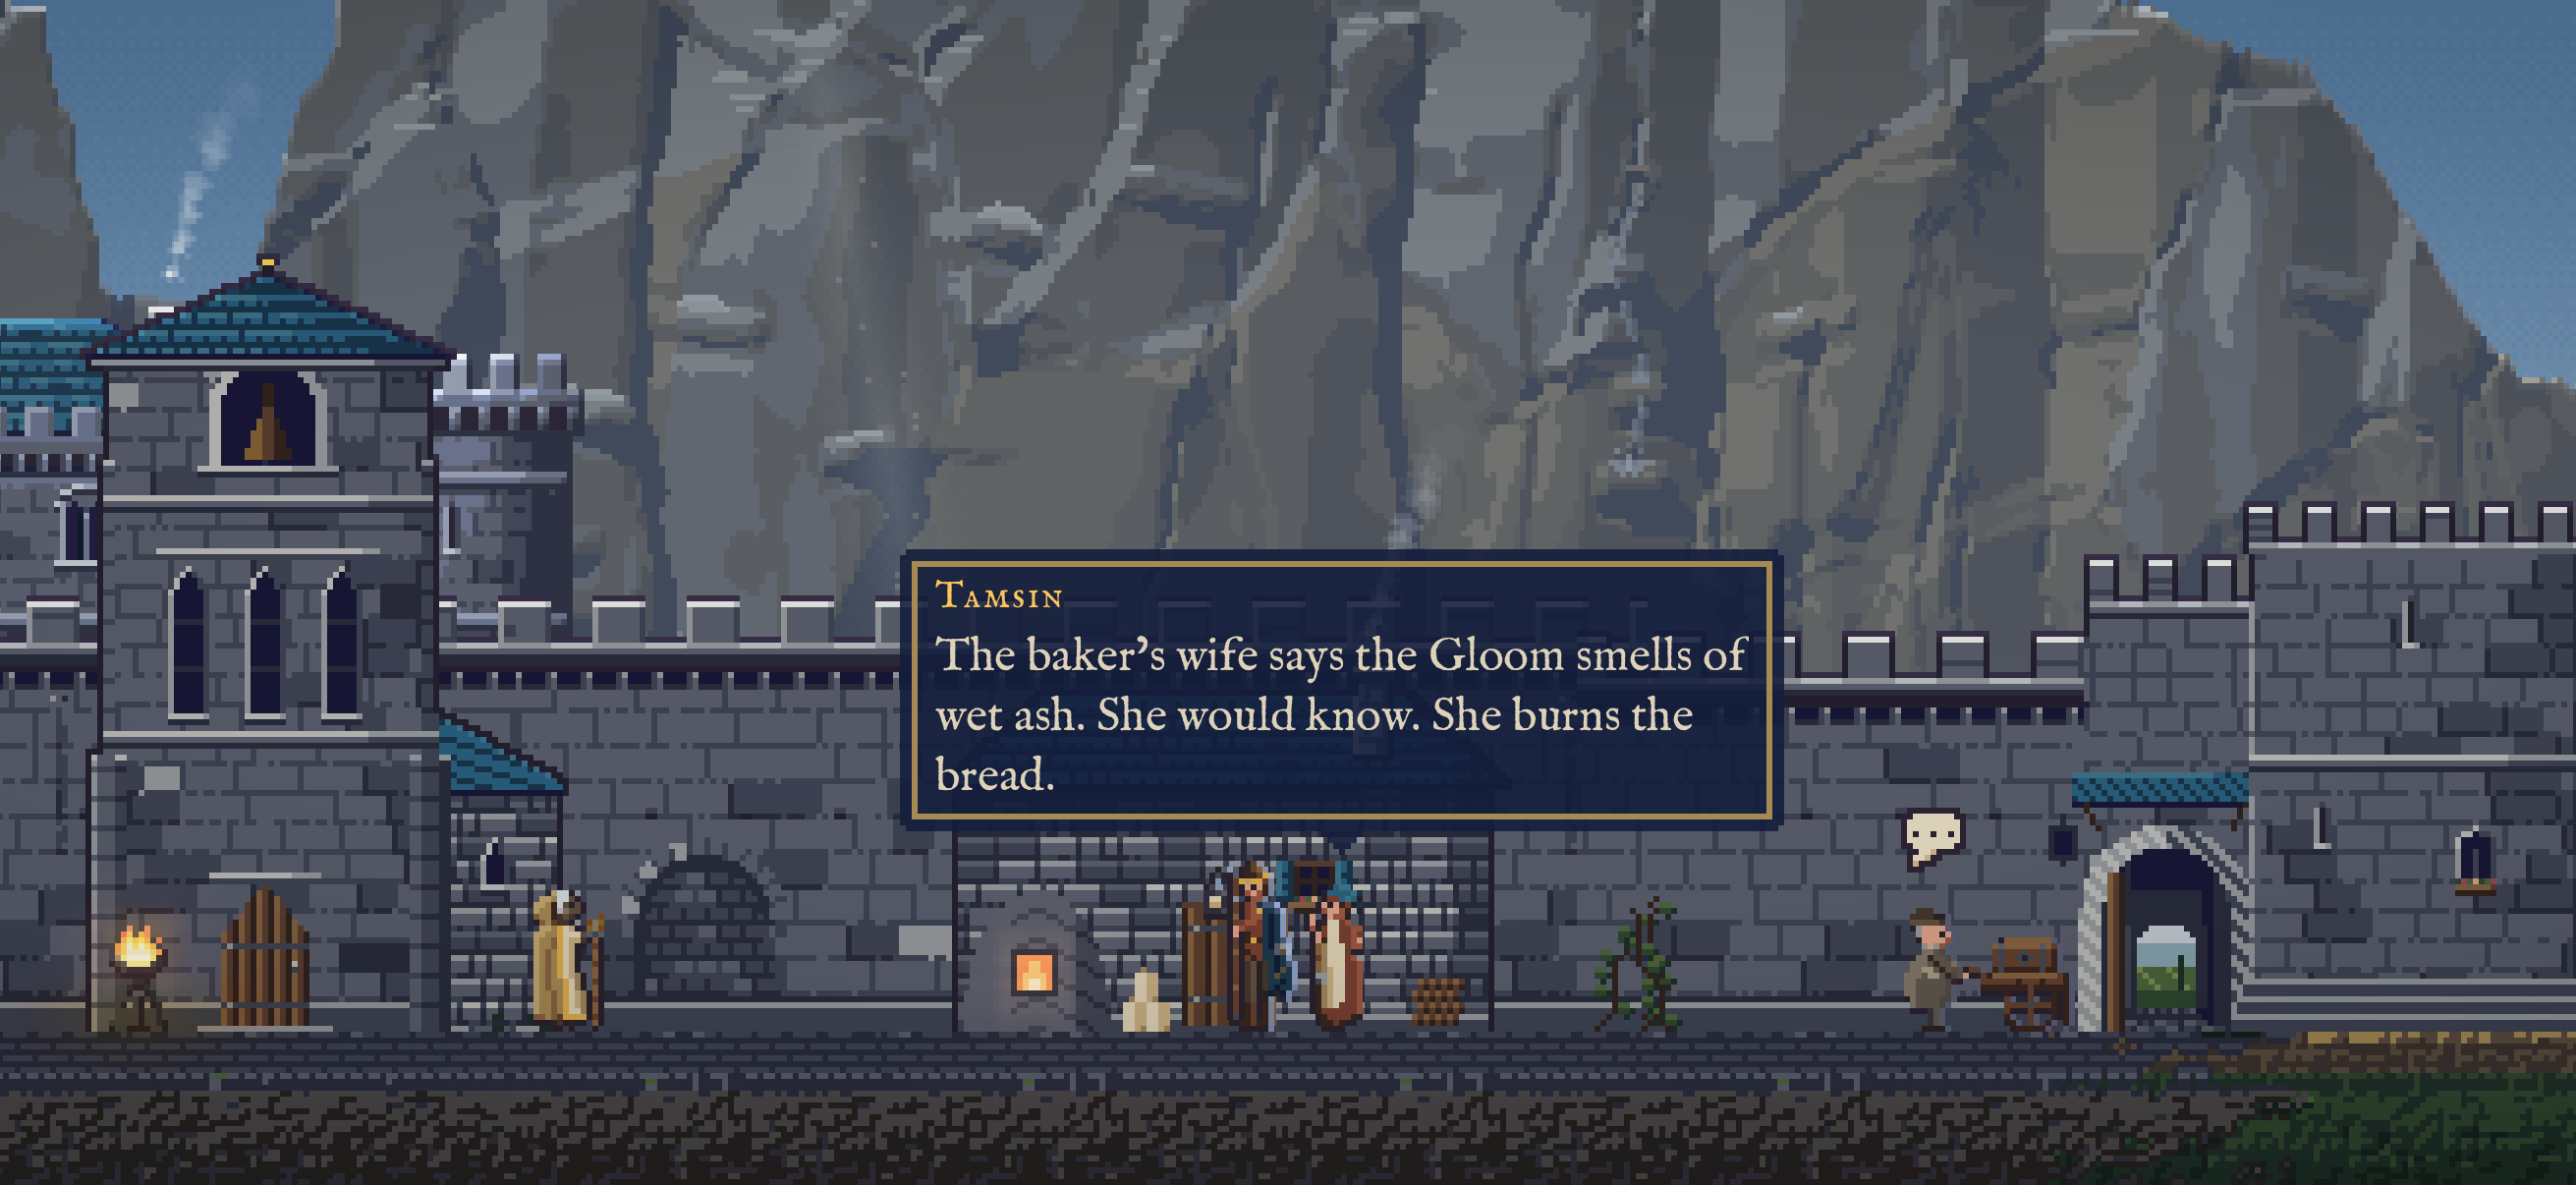 Tamsin
The baker’s wife says the Gloom smells of
wet ash. She would know. She burns the
bread.